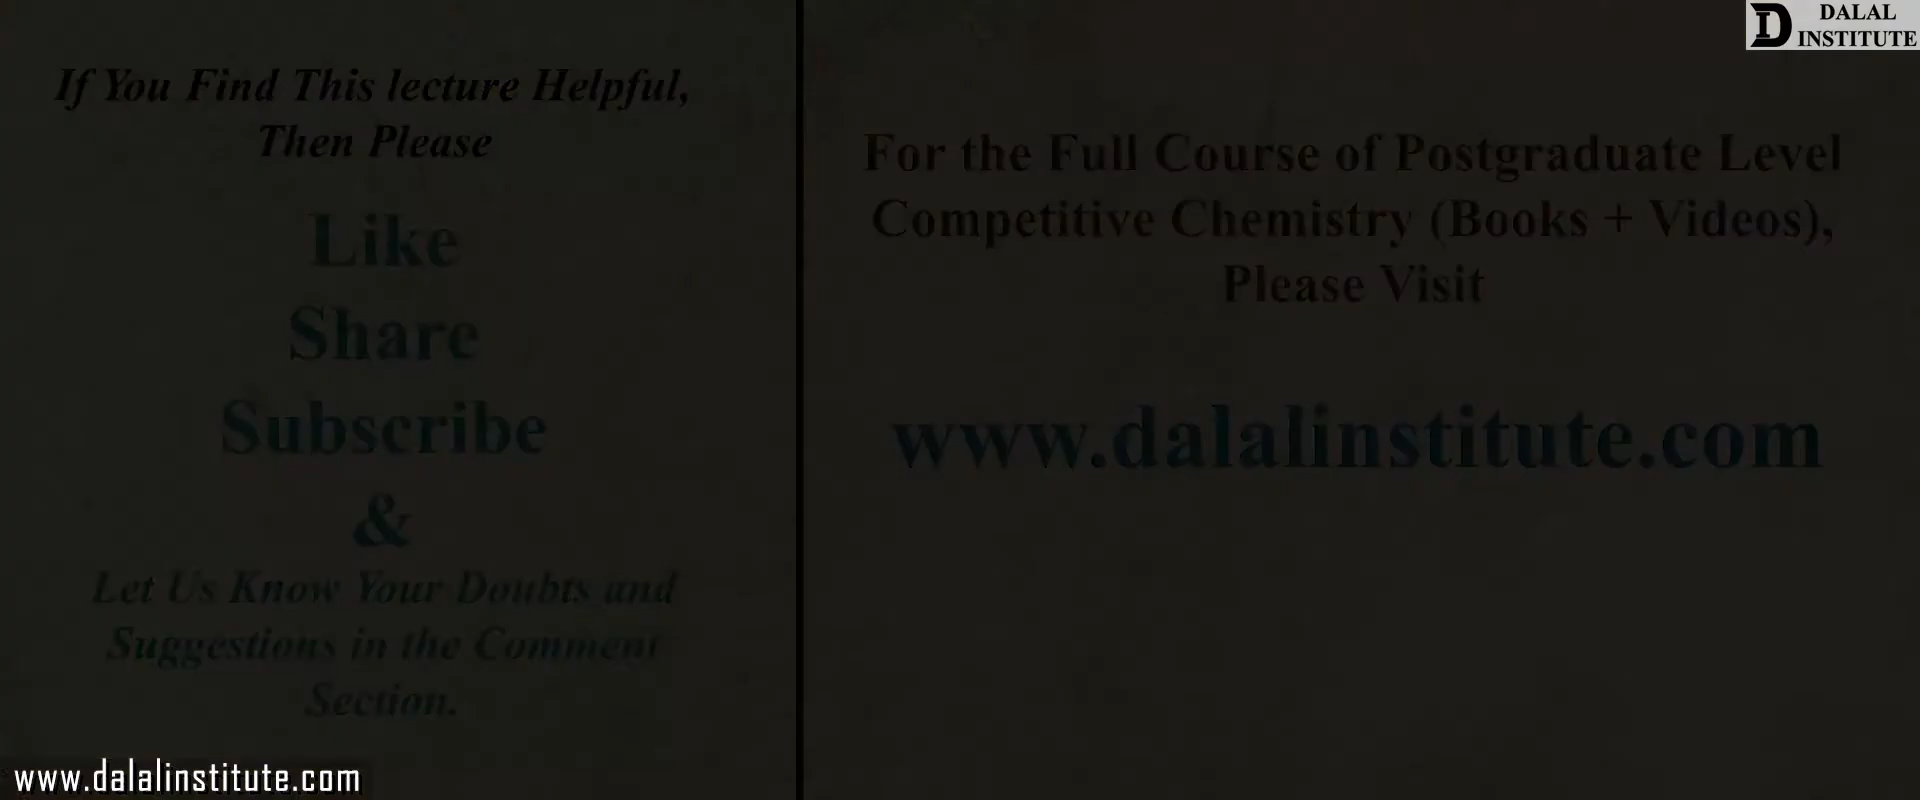 If You Find This lecture Helpful,
Then Please
Like
Share
Subscribe
&
Let Us Know Your Doubts and
Suggestions in the Comment
Section.
For the Full Course of Postgraduate Level
Competitive Chemistry (Books + Videos),
Please Visit
www.dalalinstitute.com
DALAL
INSTITUTE
www.dalalinstitute.com